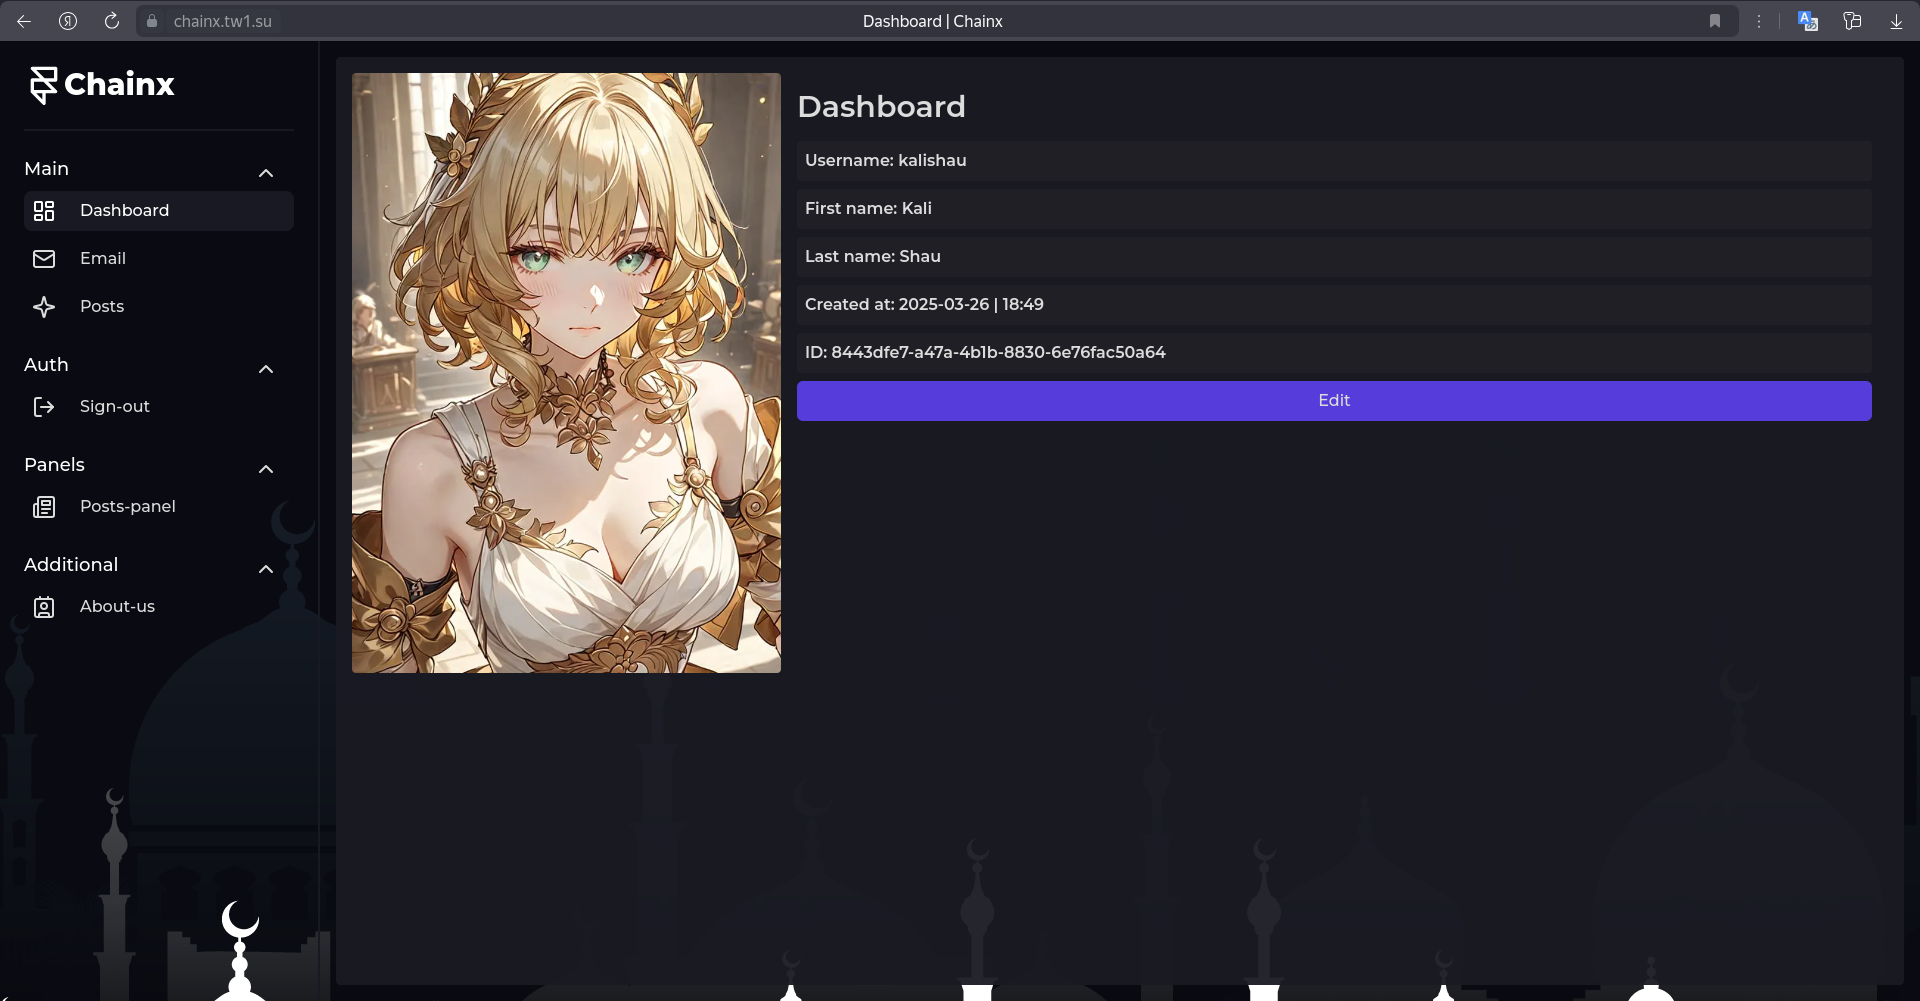 chainx.tw1.su
Dashboard | Chainx
Chainx
Main
Dashboard
Email
Posts
Auth
Sign-out
Panels
Posts-panel
Additional
About-us
Dashboard
Username: kalishau
First name: Kali
Last name: Shau
Created at: 2025-03-26 | 18:49
ID: 8443dfe7-a47a-4b1b-8830-6e76fac50a64
Edit